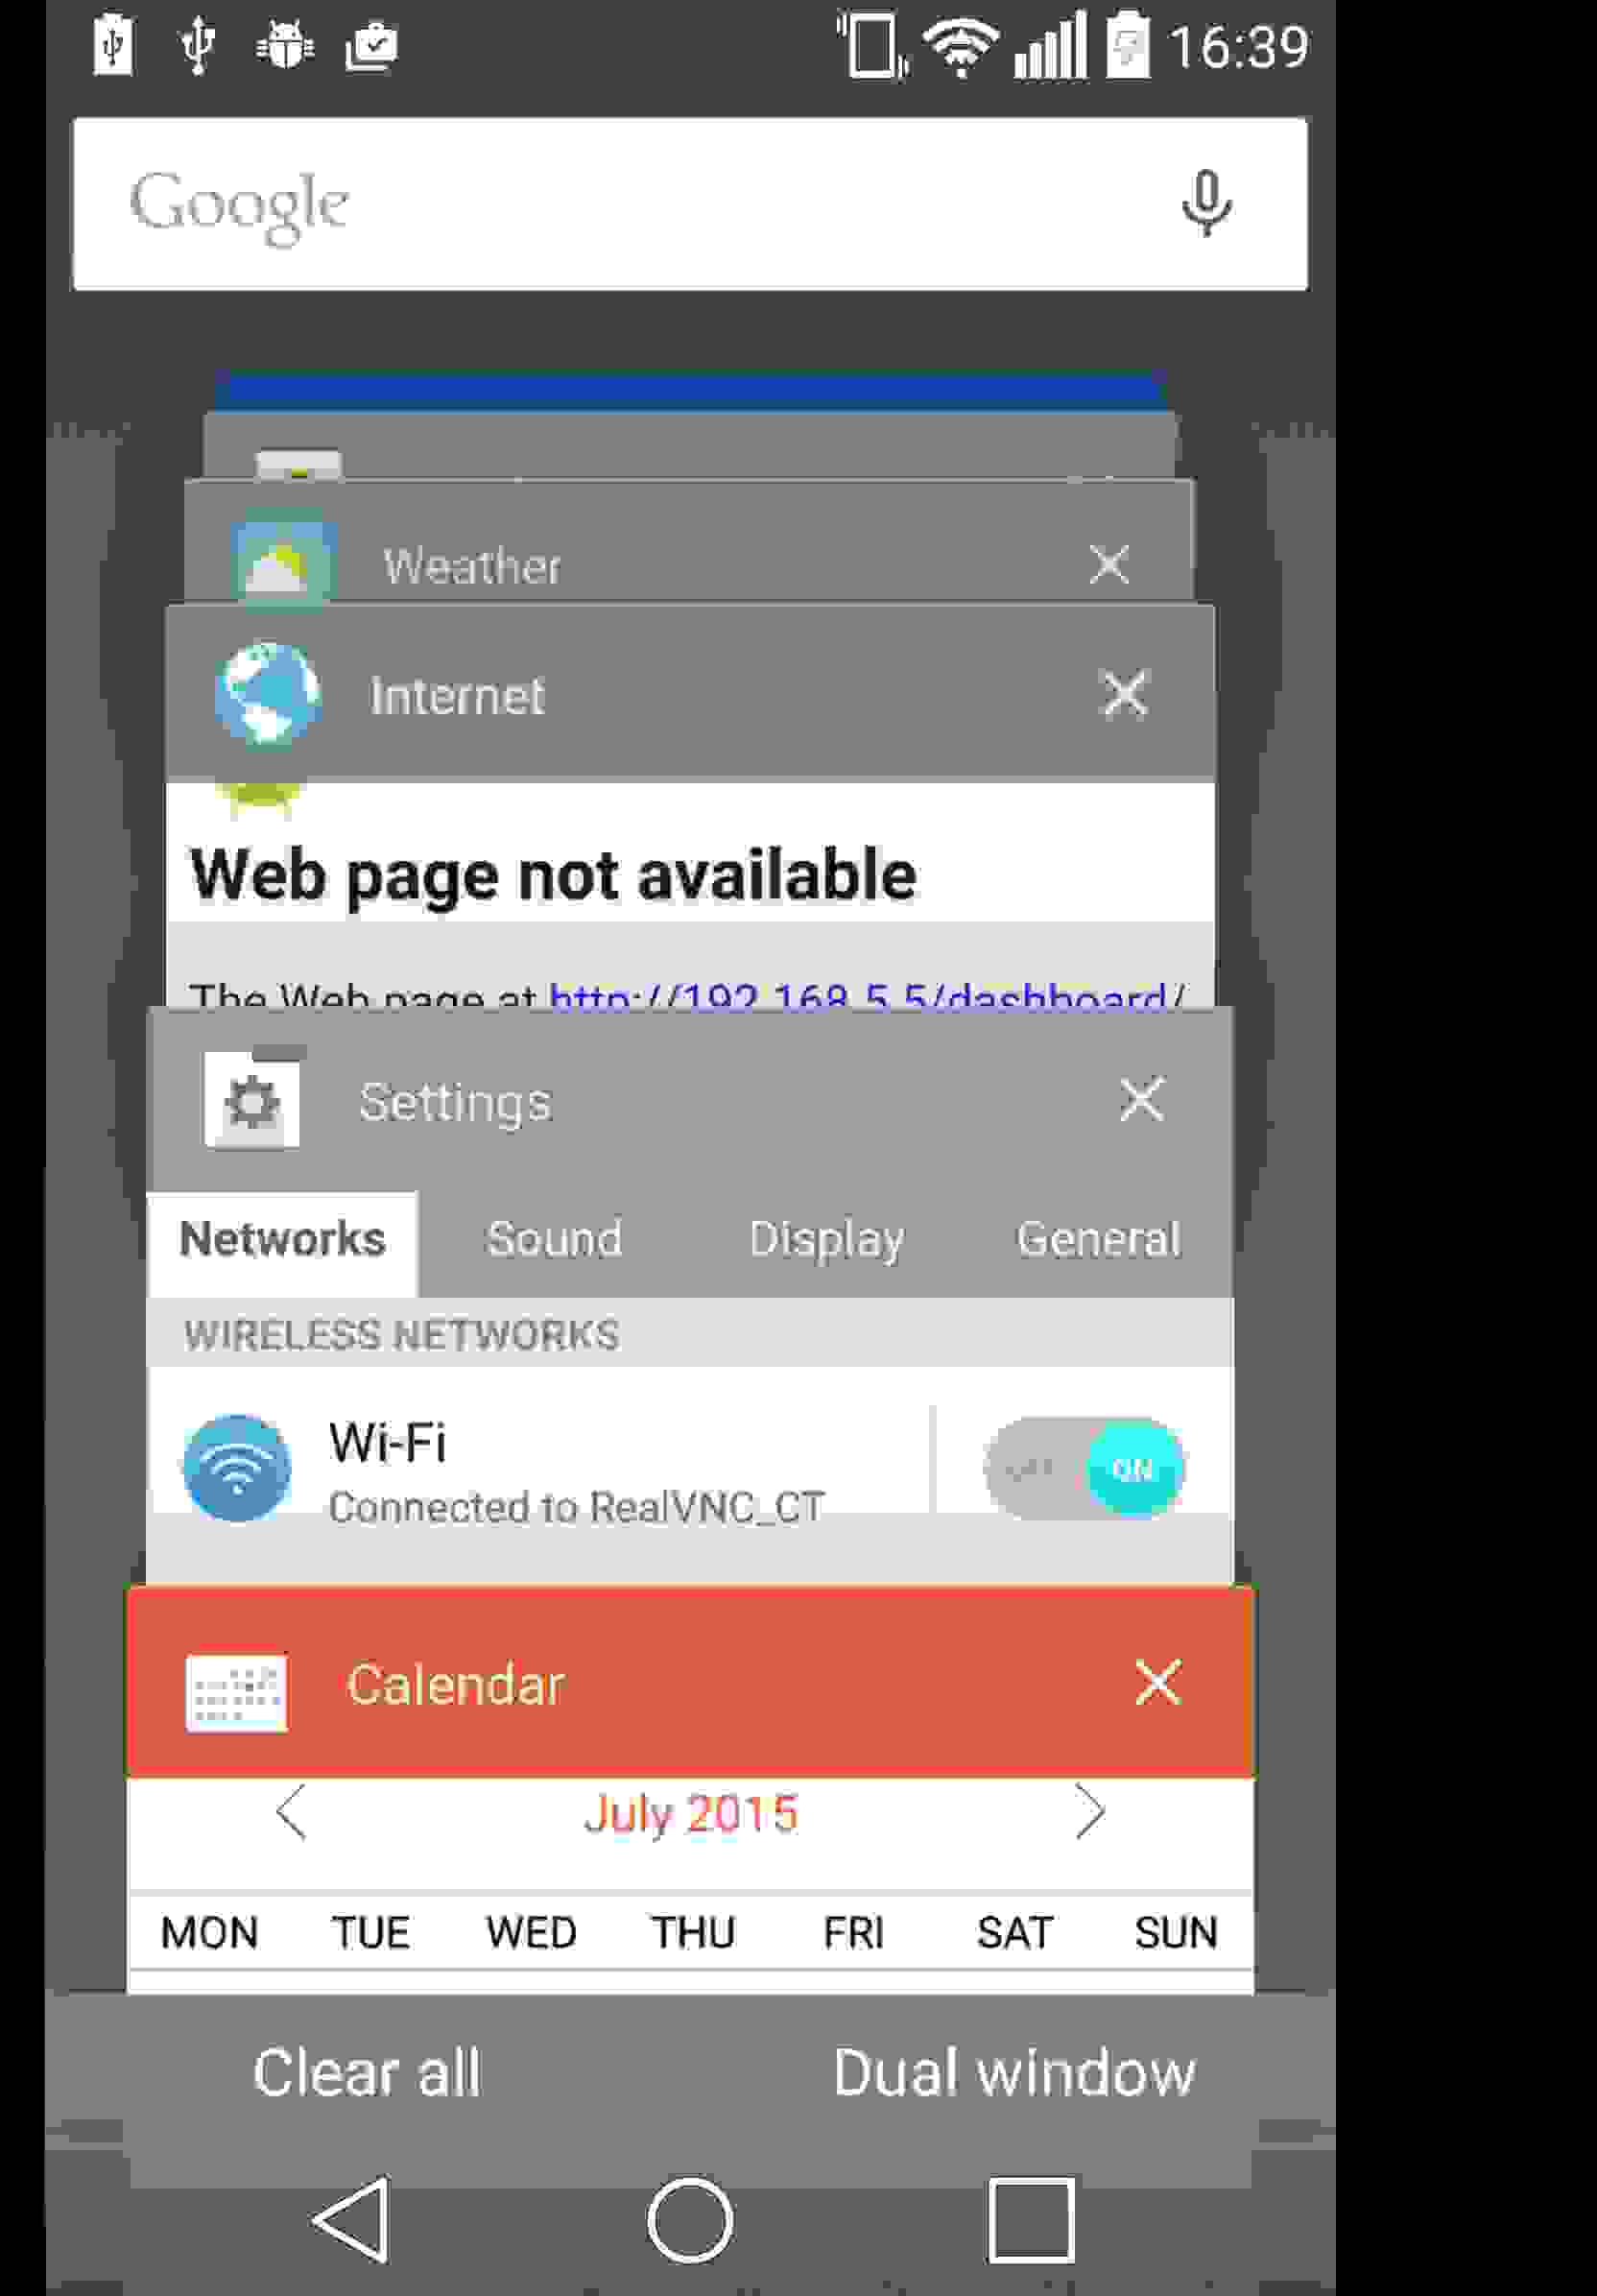 16:39
Google
Weather
Internet
Web page not available
The Web page at http://192.168.5.5/dashboard/
Settings
Networks Sound Display General
WIRELESS NETWORKS
Wi-Fi
OFF ON
Connected to RealVNC_CT
Calendar
July 2015
MON TUE WED THU FRI SAT SUN
Clear all Dual window